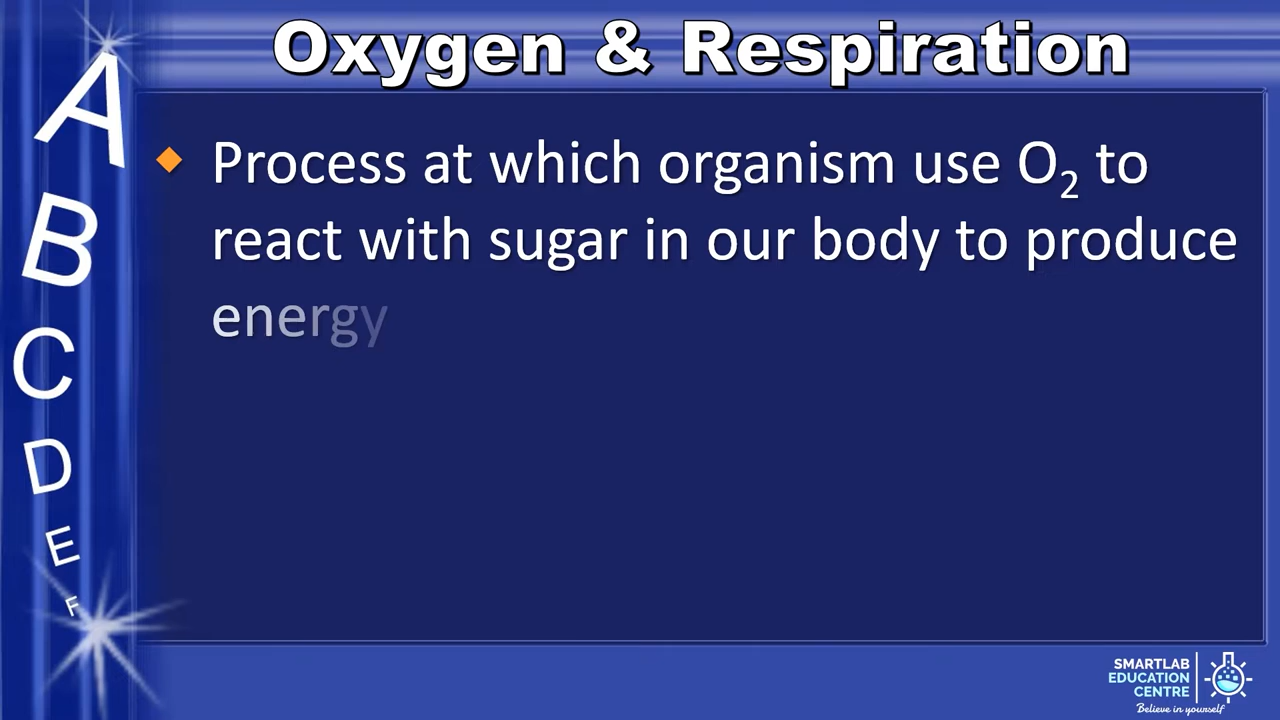 Oxygen & Respiration
Process at which organism use O₂ to
react with sugar in our body to produce
energy
A
B
C
D
E
F
SMARTLAB
EDUCATION
CENTRE
Believe in yourself